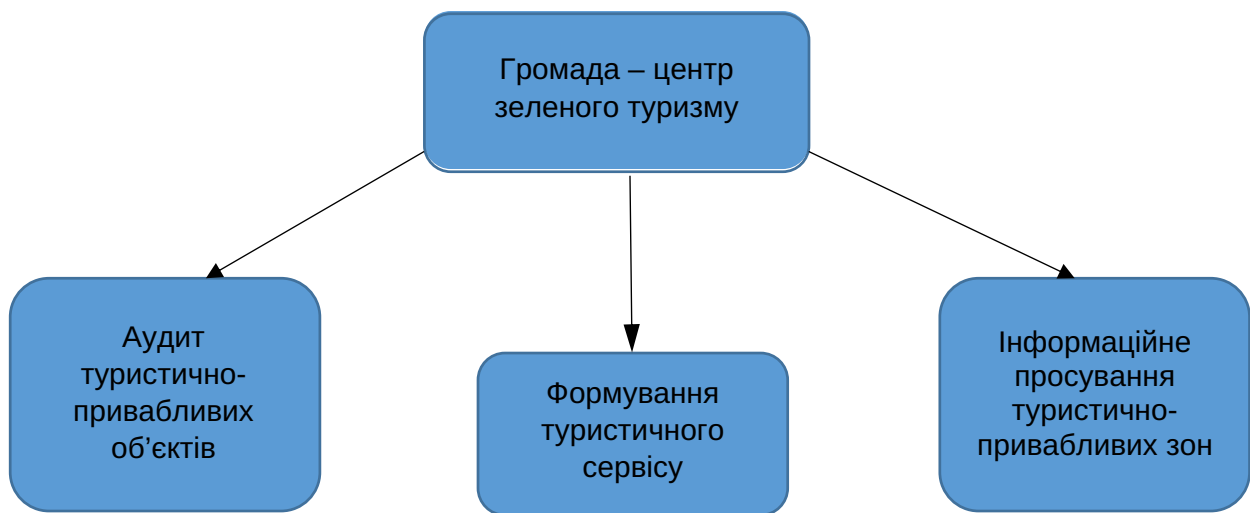 Громада – центр
зеленого туризму
Аудит
туристично-
привабливих
об’єктів
Формування
туристичного
сервісу
Інформаційне
просування
туристично-
привабливих зон